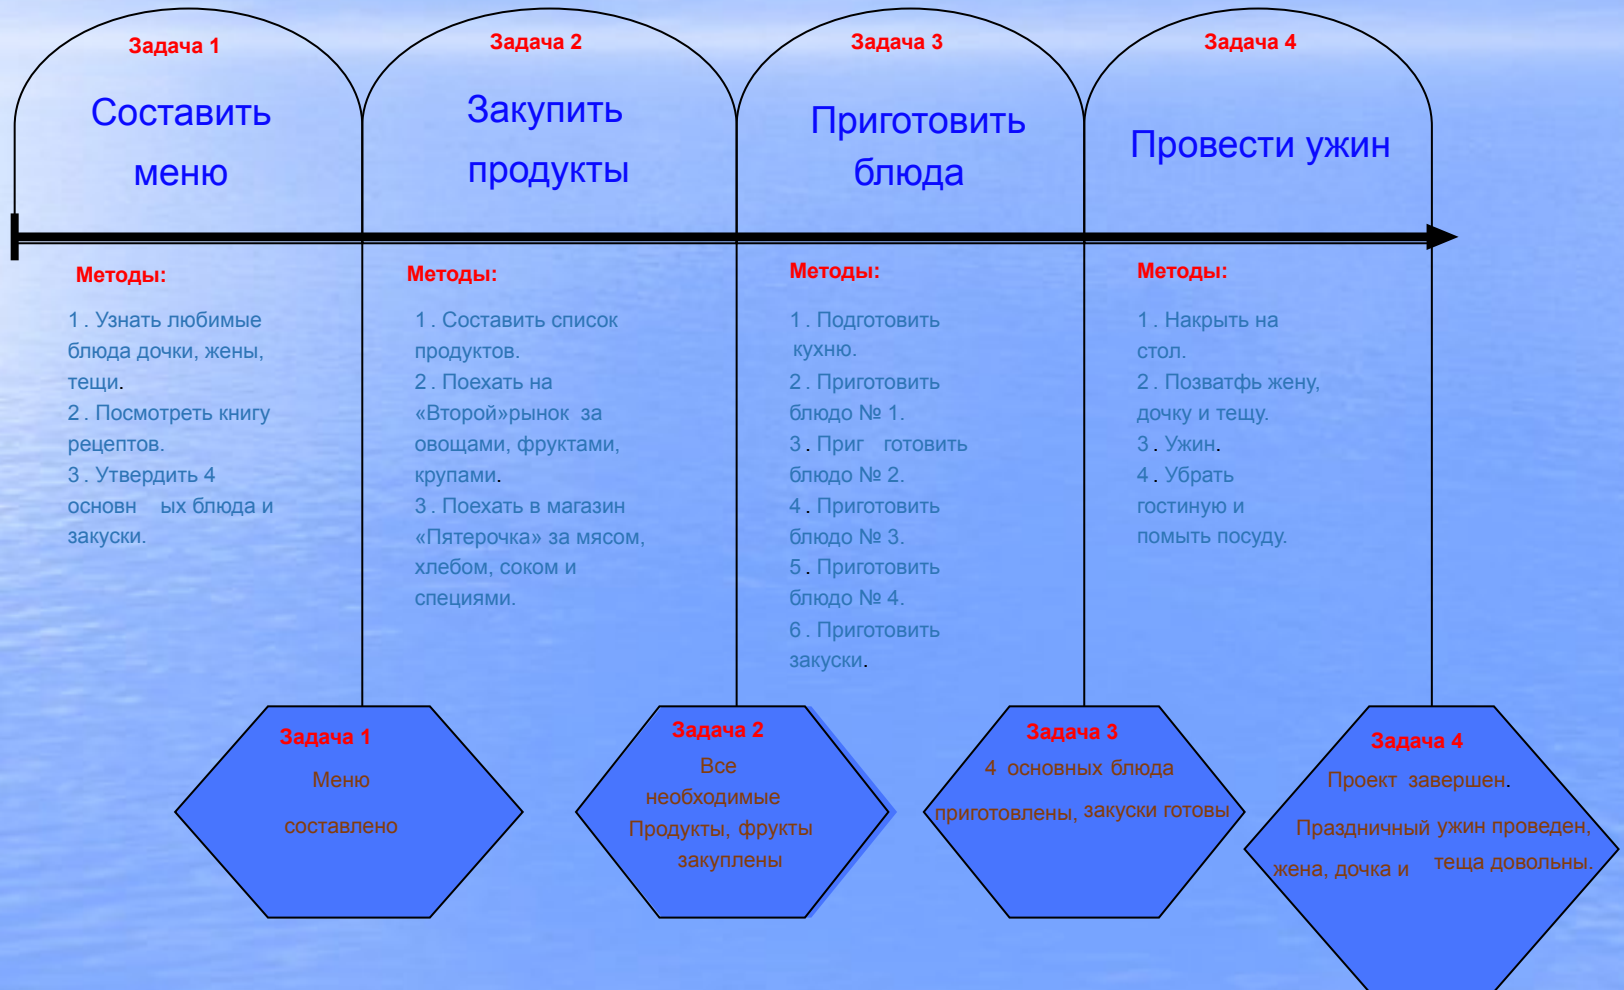 Задача 1
Составить
меню
Задача 2
Закупить
продукты
Задача 3
Приготовить
блюда
Задача 4
Провести ужин
Методы:
1 . Узнать любимые
блюда дочки, жены,
тещи.
2 . Посмотреть книгу
рецептов.
3 . Утвердить 4
основн ых блюда и
закуски.
Методы:
1 . Составить список
продуктов.
2 . Поехать на
«Второй»рынок за
овощами, фруктами,
крупами.
3 . Поехать в магазин
«Пятерочка» за мясом,
хлебом, соком и
специями.
Методы:
1 . Подготовить
кухню.
2 . Приготовить
блюдо № 1.
3 . Приг готовить
блюдо № 2.
4 . Приготовить
блюдо № 3.
5 . Приготовить
блюдо № 4.
6 . Приготовить
закуски.
Методы:
1 . Накрыть на
стол.
2 . Позватфь жену,
дочку и тещу.
3 . Ужин.
4 . Убрать
гостиную и
помыть посуду.
Задача 1
Меню
составлено
Задача 2
Все
необходимые
Продукты, фрукты
закуплены
Задача 3
4 основных блюда
приготовлены, закуски готовы
Задача 4
Проект завершен.
Праздничный ужин проведен,
жена, дочка и теща довольны.